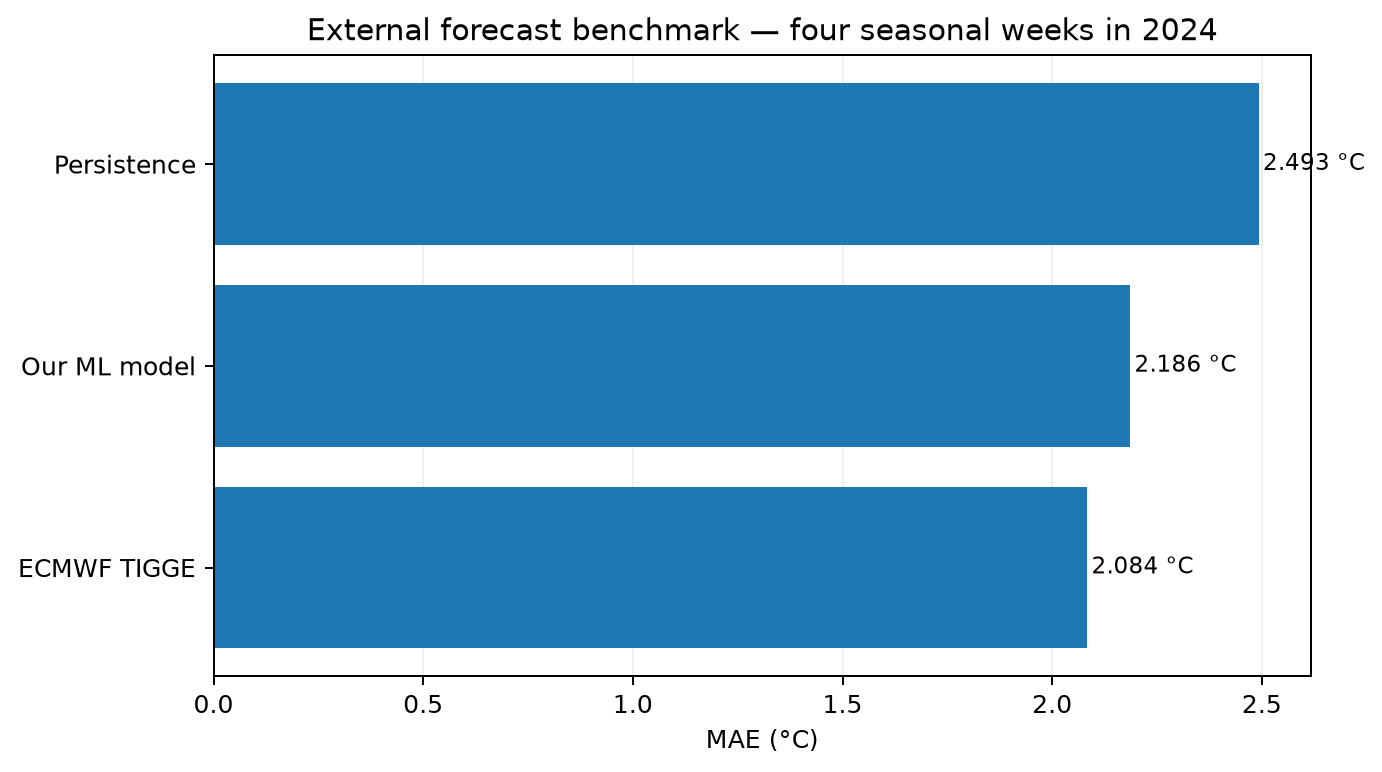 External forecast benchmark — four seasonal weeks in 2024
Persistence
2.493 °C
Our ML model
2.186 °C
ECMWF TIGGE
2.084 °C
0.0 0.5 1.0 1.5 2.0 2.5
MAE (°C)